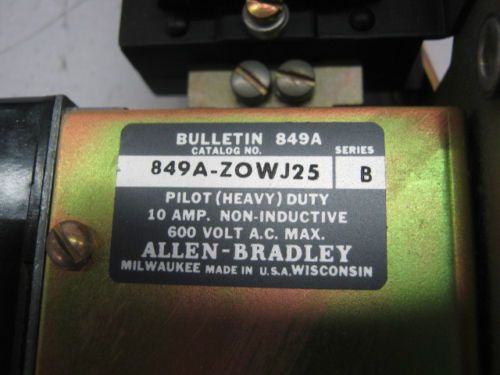 BULLETIN 849A
CATALOG NO. SERIES
849A-ZOWJ25 B
PILOT (HEAVY) DUTY
10 AMP. NON-INDUCTIVE
600 VOLT A.C. MAX.
ALLEN-BRADLEY
MILWAUKEE MADE IN U.S.A. WISCONSIN